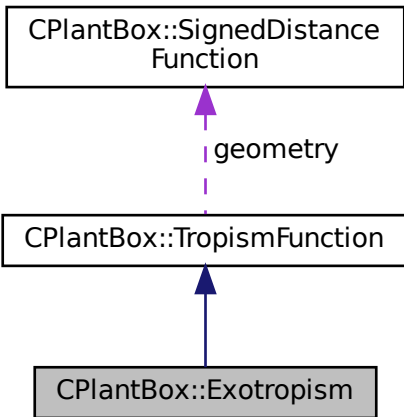 CPlantBox::SignedDistance
Function
geometry
CPlantBox::TropismFunction
CPlantBox::Exotropism